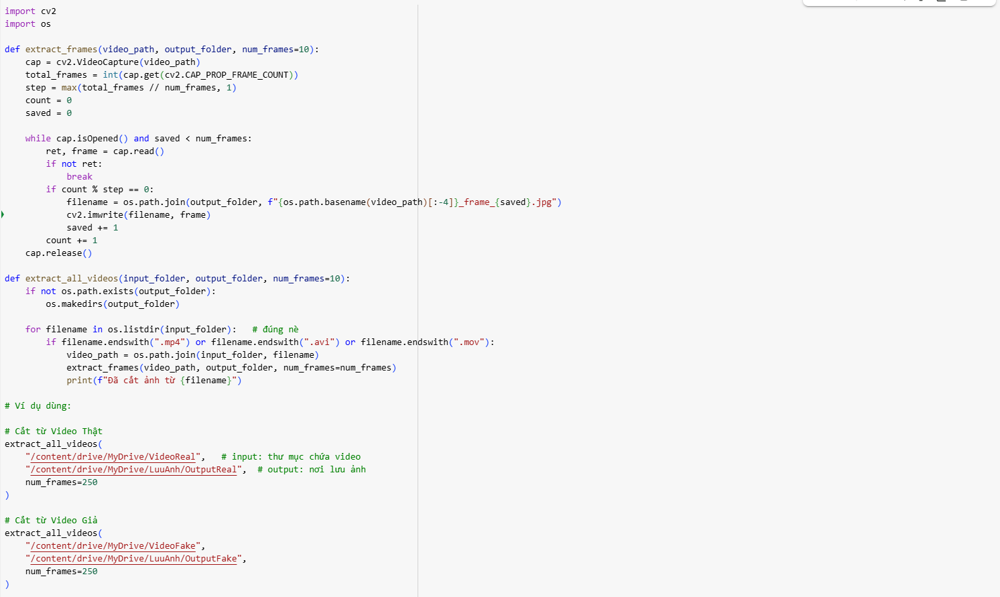 import cv2
import os
def extract_frames(video_path, output_folder, num_frames=10):
    cap = cv2.VideoCapture(video_path)
    total_frames = int(cap.get(cv2.CAP_PROP_FRAME_COUNT))
    step = max(total_frames // num_frames, 1)
    count = 0
    saved = 0
    while cap.isOpened() and saved < num_frames:
        ret, frame = cap.read()
        if not ret:
            break
        if count % step == 0:
            filename = os.path.join(output_folder, f"{os.path.basename(video_path)[:-4]}_frame_{saved}.jpg")
            cv2.imwrite(filename, frame)
            saved += 1
        count += 1
    cap.release()
def extract_all_videos(input_folder, output_folder, num_frames=10):
    if not os.path.exists(output_folder):
        os.makedirs(output_folder)
    for filename in os.listdir(input_folder):   # đúng nè
        if filename.endswith(".mp4") or filename.endswith(".avi") or filename.endswith(".mov"):
            video_path = os.path.join(input_folder, filename)
            extract_frames(video_path, output_folder, num_frames=num_frames)
            print(f"Đã cắt ảnh từ {filename}")
# Ví dụ dùng:
# Cắt từ Video Thật
extract_all_videos(
    "/content/drive/MyDrive/VideoReal",   # input: thư mục chứa video
    "/content/drive/MyDrive/LuuAnh/OutputReal",  # output: nơi lưu ảnh
    num_frames=250
)
# Cắt từ Video Giả
extract_all_videos(
    "/content/drive/MyDrive/VideoFake",
    "/content/drive/MyDrive/LuuAnh/OutputFake",
    num_frames=250
)